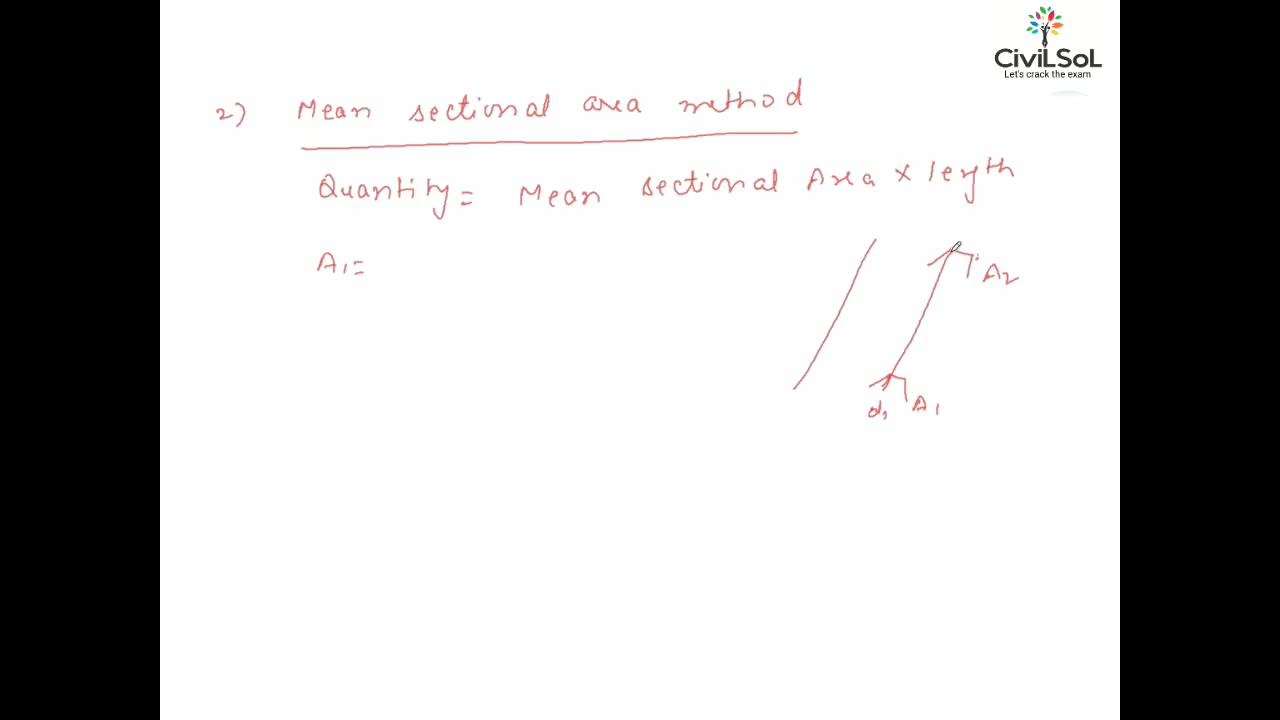 CiviLSoL
Let's crack the exam
2) Mean sectional area method
Quantity = Mean sectional Area × length
A1 =
A2
d1 A1